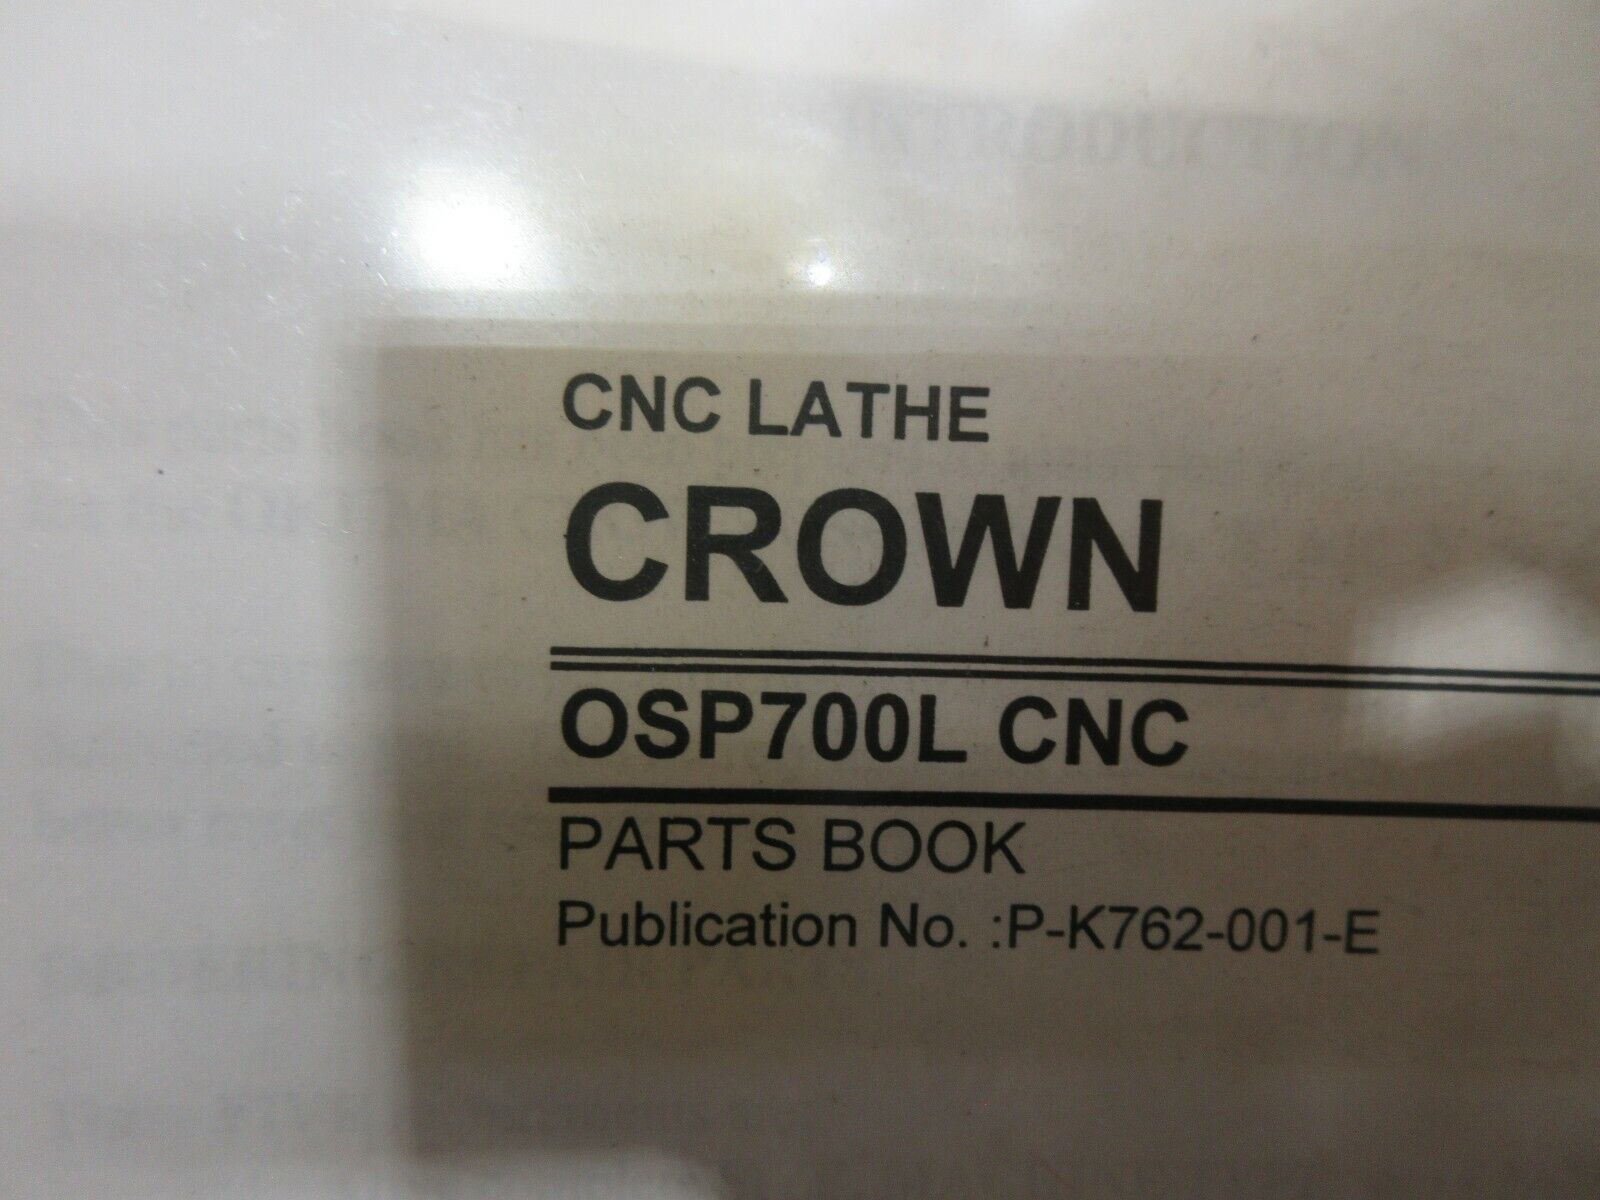 CNC LATHE
CROWN
OSP700L CNC
PARTS BOOK
Publication No. :P-K762-001-E